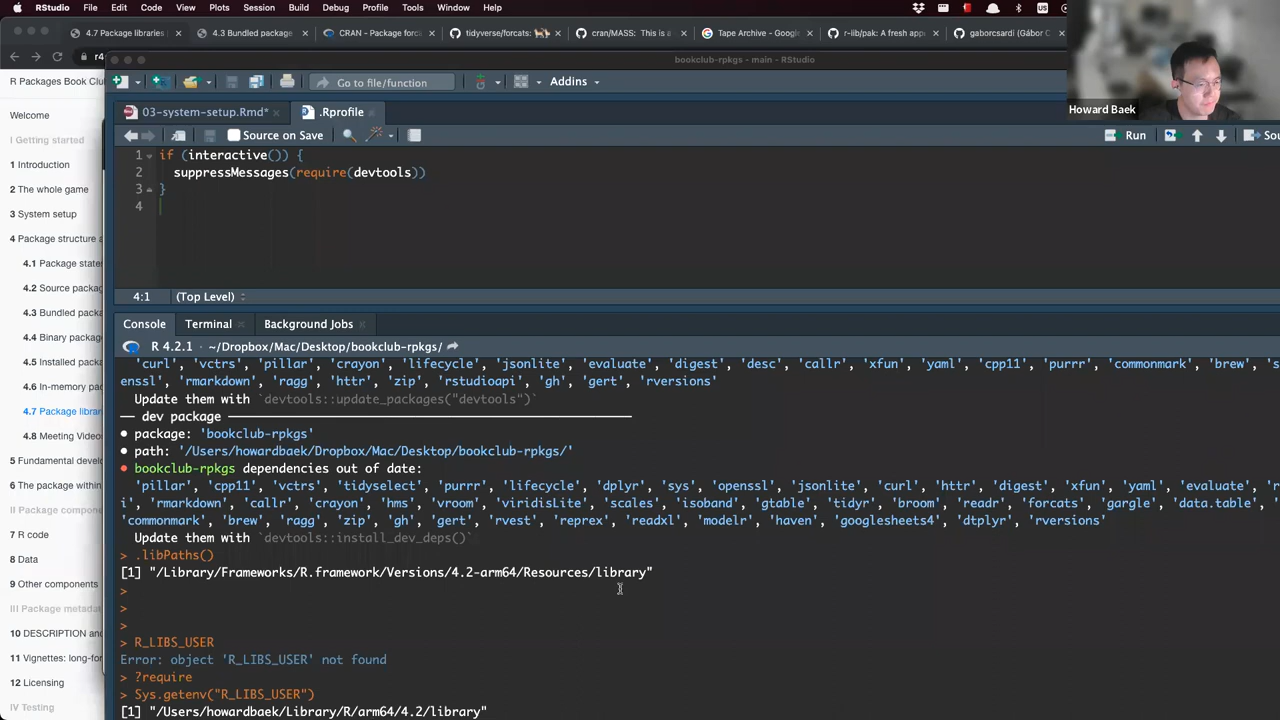 RStudio File Edit Code View Plots Session Build Debug Profile Tools Window Help
4.7 Package libraries
4.3 Bundled package
CRAN - Package forc
tidyverse/forcats:
cran/MASS: This is a
Tape Archive - Goog
r-lib/pak: A fresh ap
gaborcsardi (Gábor C
r4
bookclub-rpkgs - main - RStudio
R Packages Book Clu
Go to file/function
Addins
Howard Baek
03-system-setup.Rmd*
.Rprofile
Source on Save
Run
Sou
1 if (interactive()) {
2 suppressMessages(require(devtools))
3 }
4
4:1 (Top Level)
Welcome
I Getting started
1 Introduction
2 The whole game
3 System setup
4 Package structure a
4.1 Package state
4.2 Source packag
4.3 Bundled packa
4.4 Binary packag
4.5 Installed packa
4.6 In-memory pac
4.7 Package librar
4.8 Meeting Video
5 Fundamental devel
6 The package within
II Package compone
7 R code
8 Data
9 Other components
III Package metada
10 DESCRIPTION and
11 Vignettes: long-for
12 Licensing
IV Testing
Console Terminal Background Jobs
R 4.2.1 · ~/Dropbox/Mac/Desktop/bookclub-rpkgs/
'curl', 'vctrs', 'pillar', 'crayon', 'lifecycle', 'jsonlite', 'evaluate', 'digest', 'desc', 'callr', 'xfun', 'yaml', 'cpp11', 'purrr', 'commonmark', 'brew', 's
enssl', 'rmarkdown', 'ragg', 'httr', 'zip', 'rstudioapi', 'gh', 'gert', 'rversions'
Update them with `devtools::update_packages("devtools")`
── dev package ──
● package: 'bookclub-rpkgs'
● path: '/Users/howardbaek/Dropbox/Mac/Desktop/bookclub-rpkgs/'
● bookclub-rpkgs dependencies out of date:
'pillar', 'cpp11', 'vctrs', 'tidyselect', 'purrr', 'lifecycle', 'dplyr', 'sys', 'openssl', 'jsonlite', 'curl', 'httr', 'digest', 'xfun', 'yaml', 'evaluate', 'r
i', 'rmarkdown', 'callr', 'crayon', 'hms', 'vroom', 'viridisLite', 'scales', 'isoband', 'gtable', 'tidyr', 'broom', 'readr', 'forcats', 'gargle', 'data.table',
'commonmark', 'brew', 'ragg', 'zip', 'gh', 'gert', 'rvest', 'reprex', 'readxl', 'modelr', 'haven', 'googlesheets4', 'dtplyr', 'rversions'
Update them with `devtools::install_dev_deps()`
> .libPaths()
[1] "/Library/Frameworks/R.framework/Versions/4.2-arm64/Resources/library"
>
>
>
> R_LIBS_USER
Error: object 'R_LIBS_USER' not found
> ?require
> Sys.getenv("R_LIBS_USER")
[1] "/Users/howardbaek/Library/R/arm64/4.2/library"